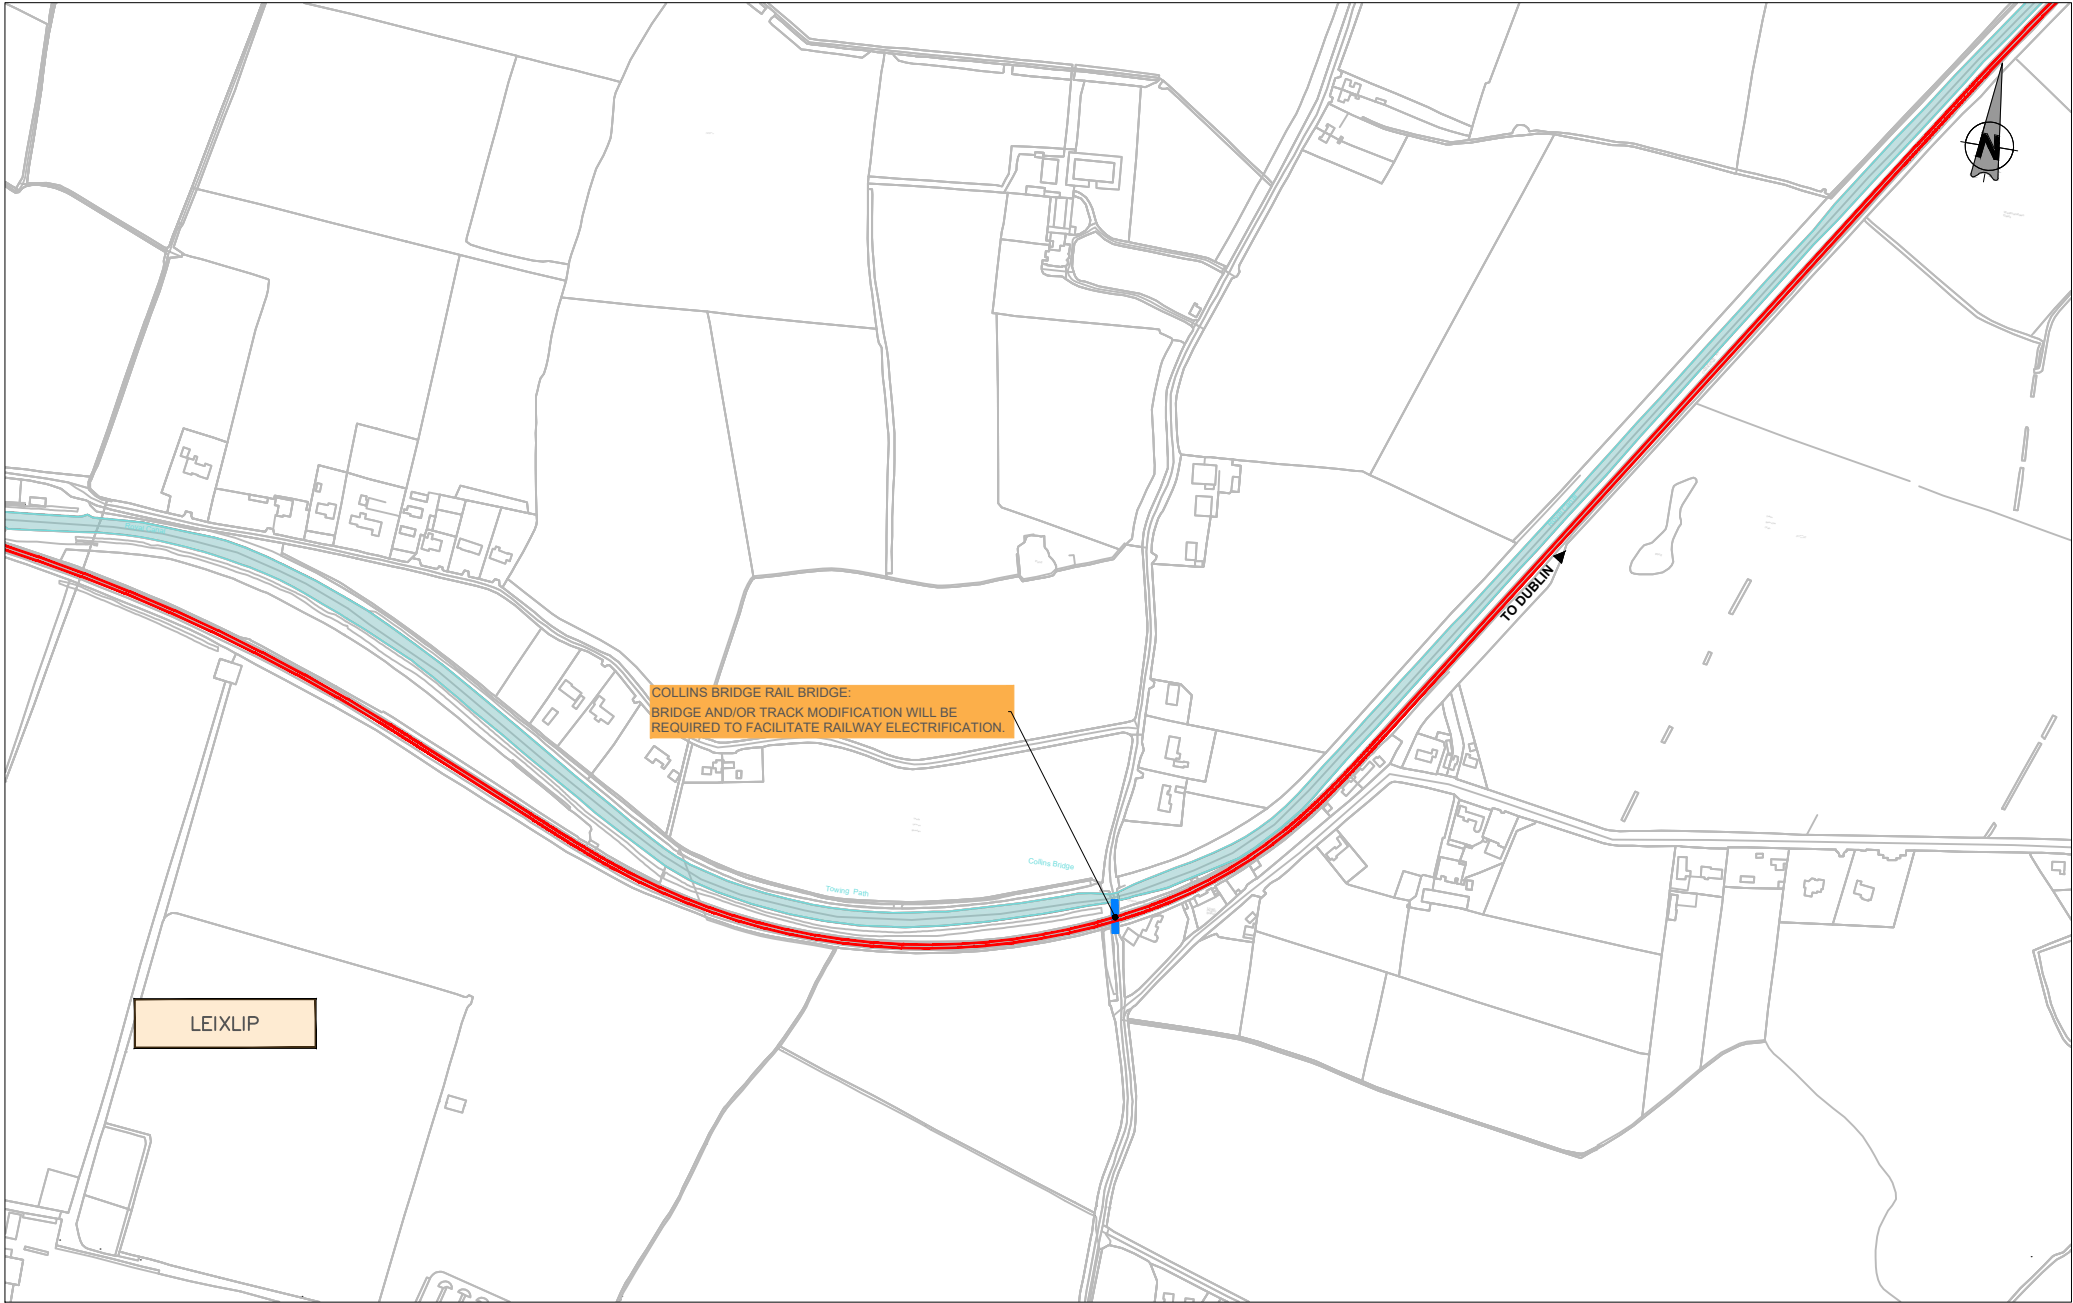 N
TO DUBLIN
COLLINS BRIDGE RAIL BRIDGE:
BRIDGE AND/OR TRACK MODIFICATION WILL BE
REQUIRED TO FACILITATE RAILWAY ELECTRIFICATION.
Collins Bridge
Towing Path
LEIXLIP